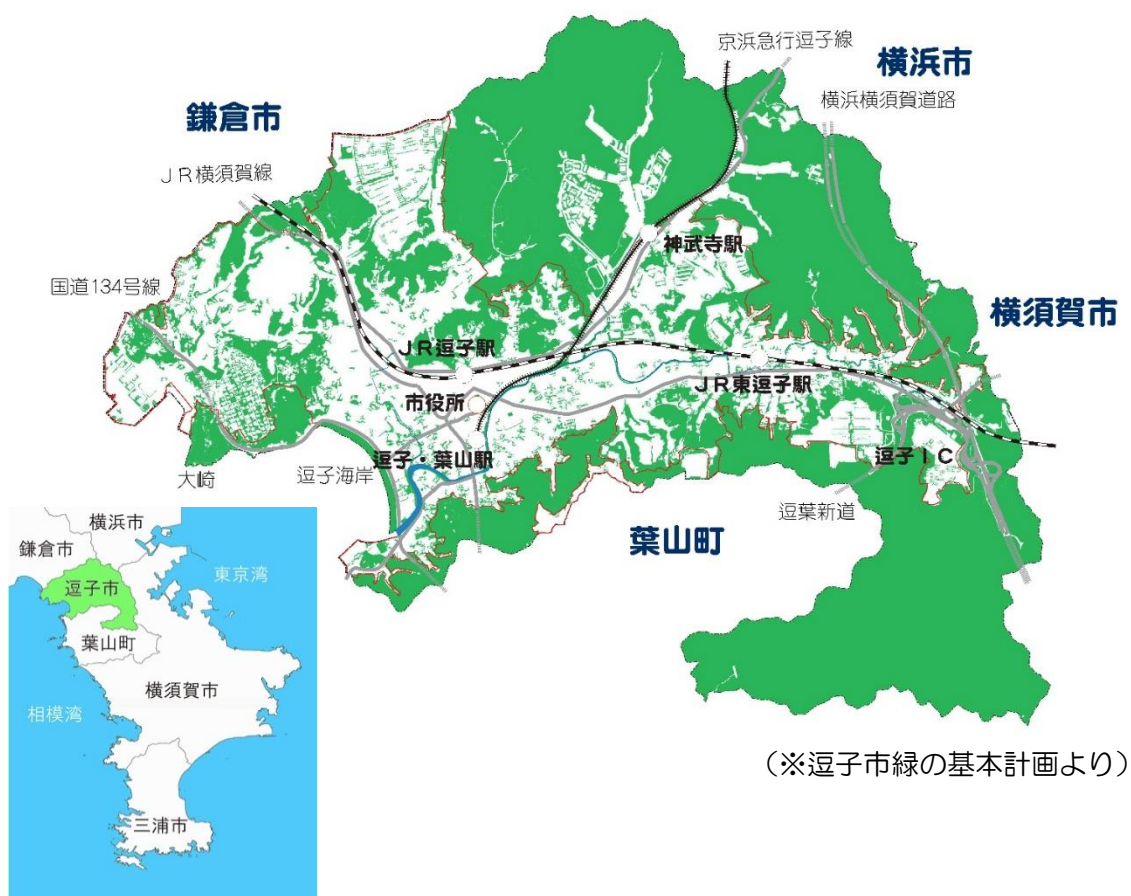 京浜急行逗子線
横浜市
横浜横須賀道路
鎌倉市
JR横須賀線
神武寺駅
国道134号線
横須賀市
JR逗子駅
JR東逗子駅
市役所
逗子・葉山駅
逗子IC
大崎
逗子海岸
逗葉新道
葉山町
横浜市
鎌倉市
東京湾
逗子市
葉山町
横須賀市
相模湾
三浦市
(※逗子市緑の基本計画より)